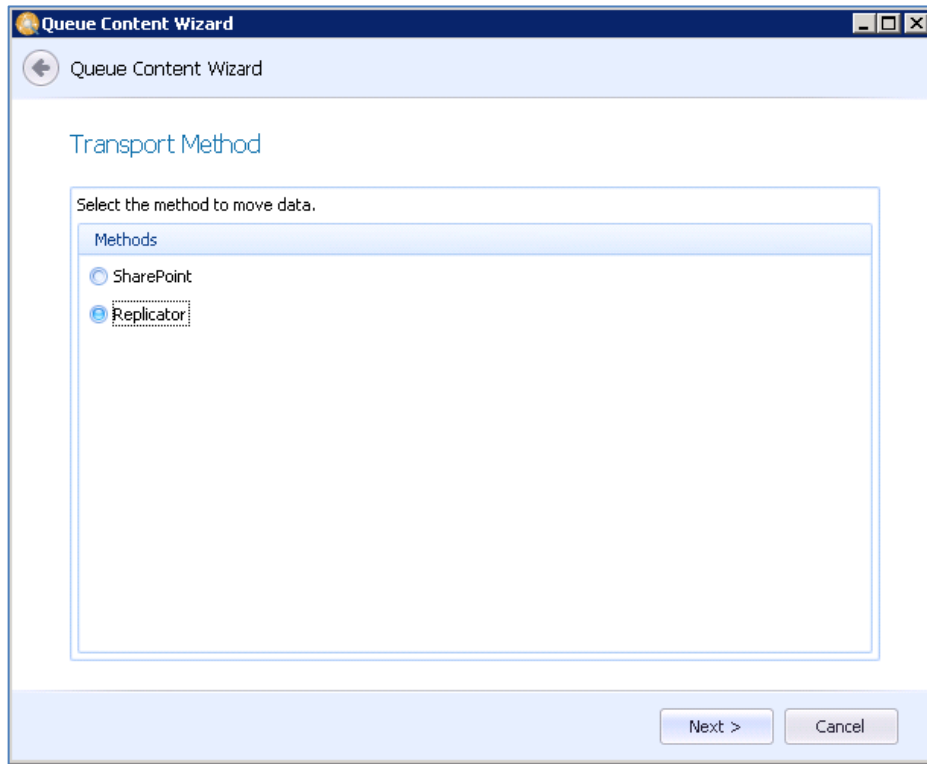 Queue Content Wizard
Queue Content Wizard
Transport Method
Select the method to move data.
Methods
SharePoint
Replicator
Next > Cancel